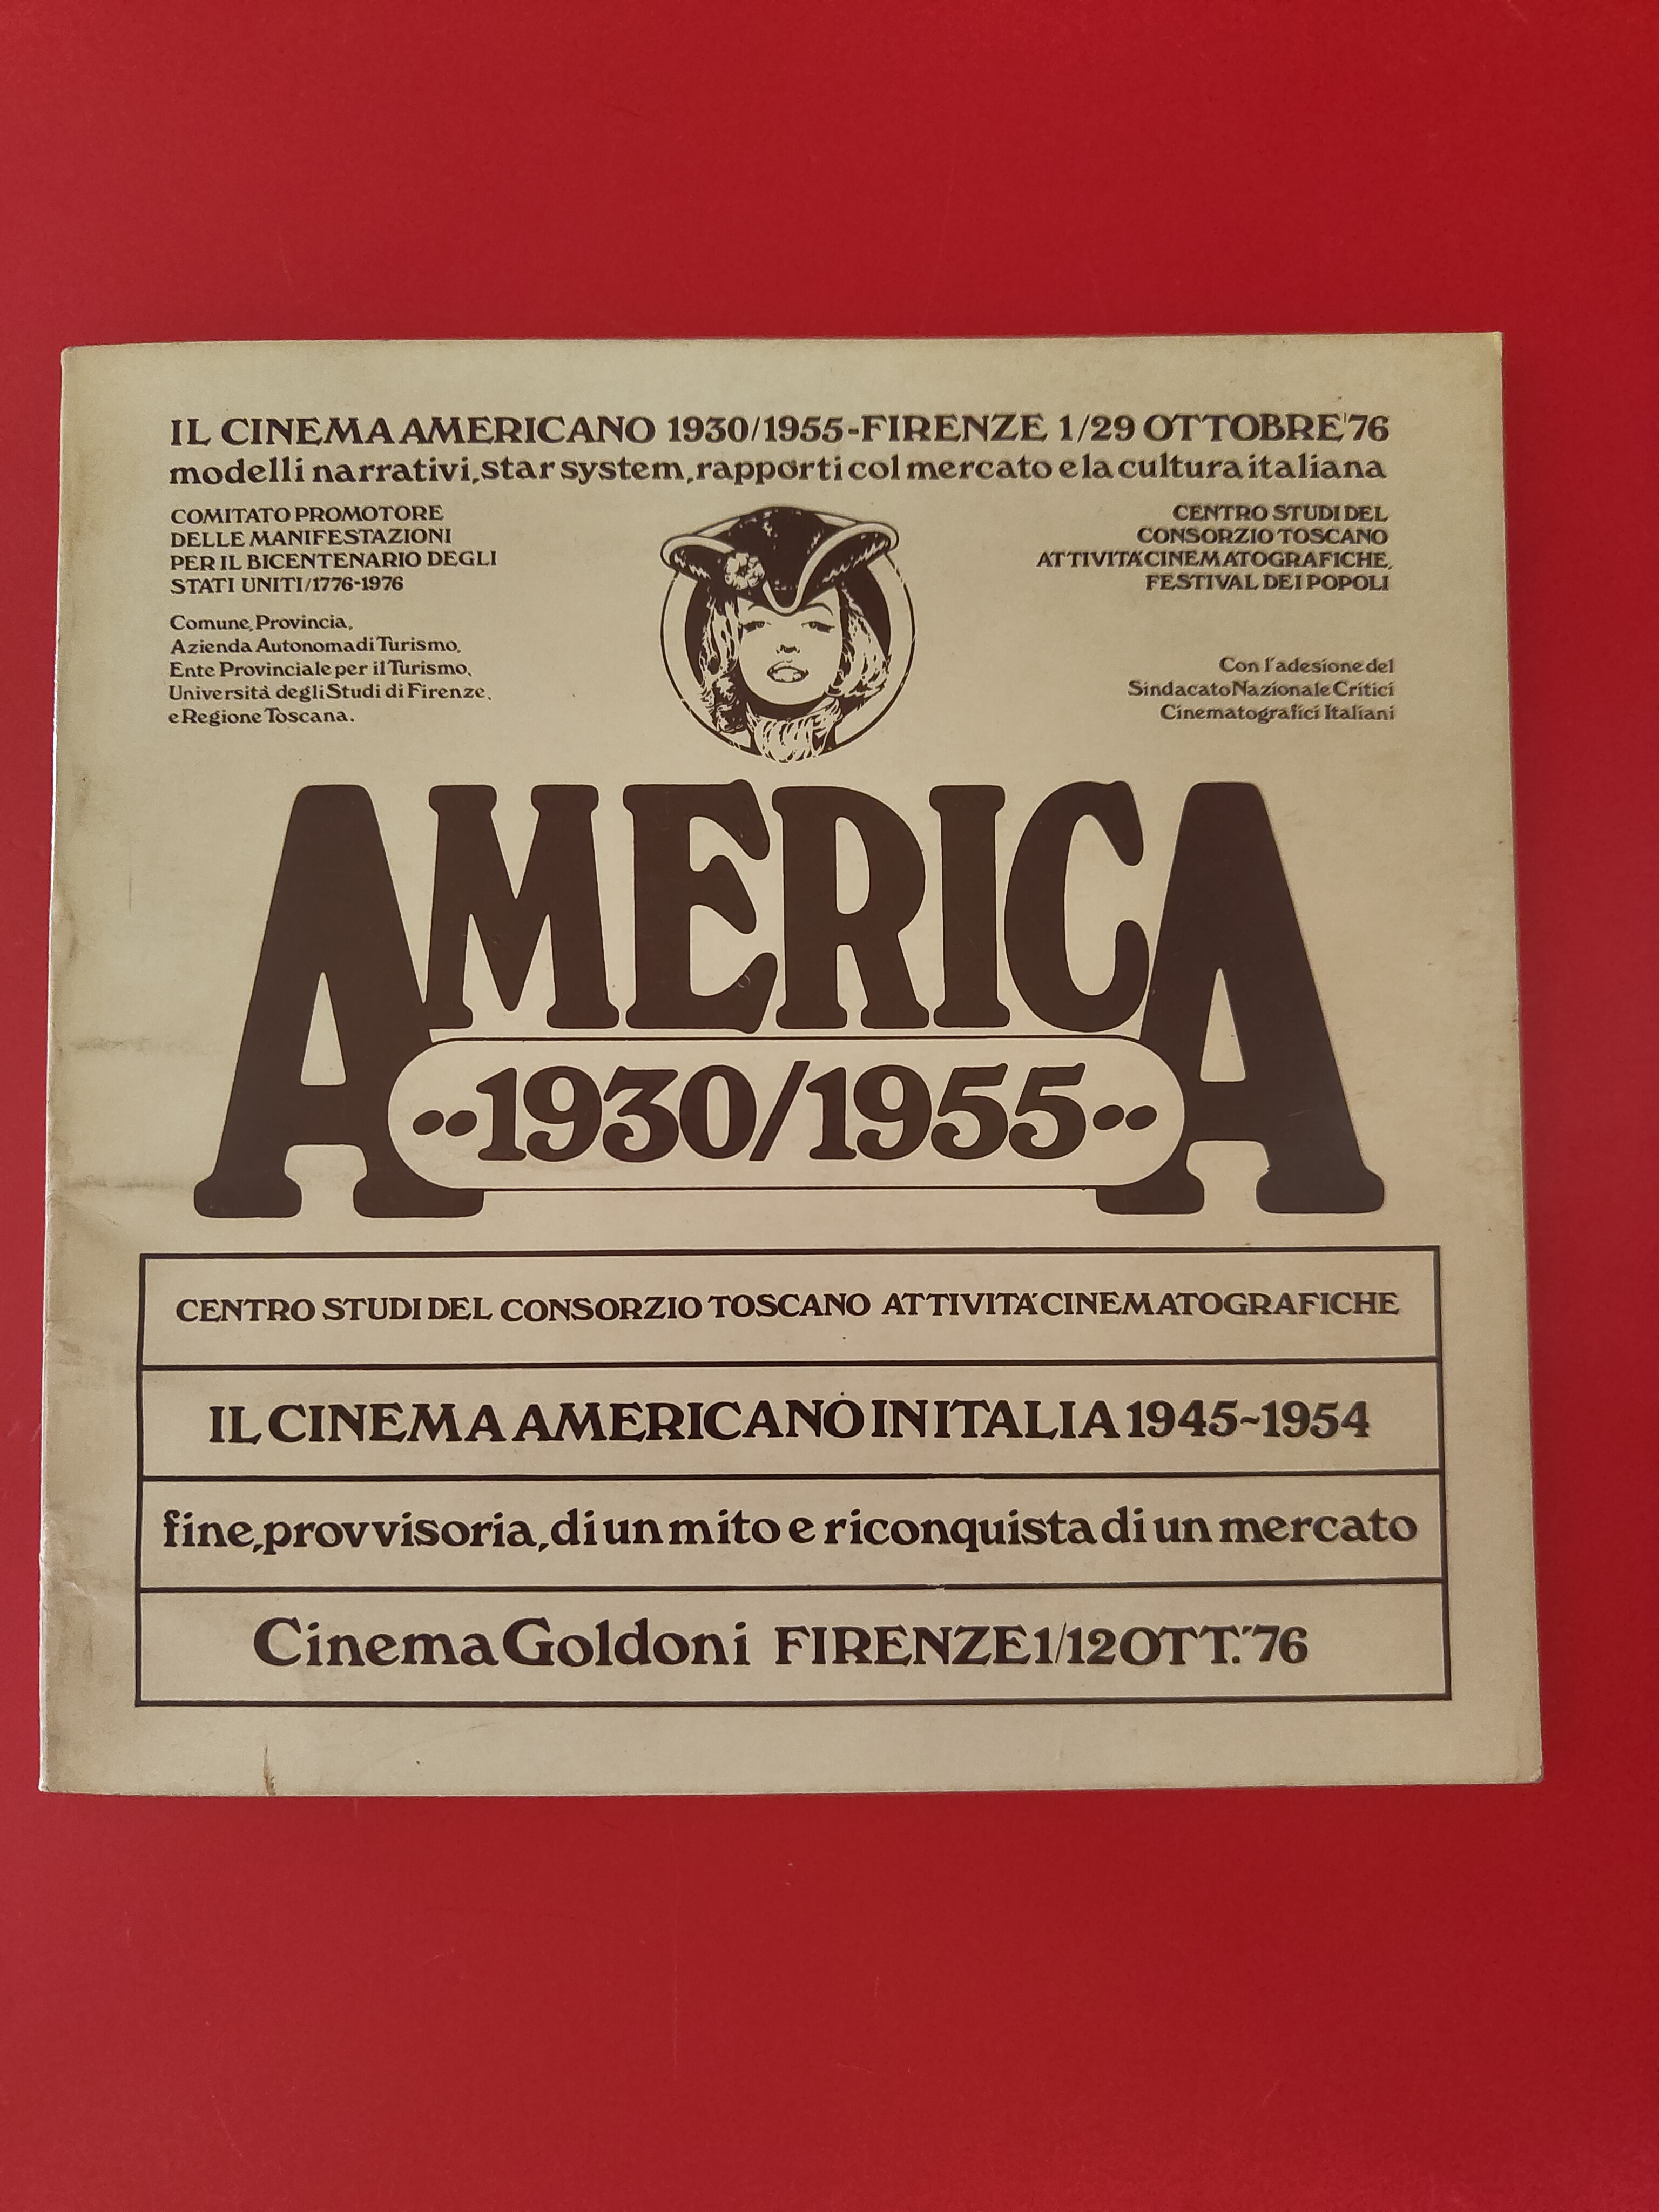 IL CINEMA AMERICANO 1930/1955-FIRENZE 1/29 OTTOBRE '76
modelli narrativi, star system, rapporti col mercato e la cultura italiana
COMITATO PROMOTORE
DELLE MANIFESTAZIONI
PER IL BICENTENARIO DEGLI
STATI UNITI/1776-1976
Comune, Provincia,
Azienda Autonoma di Turismo,
Ente Provinciale per il Turismo,
Università degli Studi di Firenze,
e Regione Toscana.
CENTRO STUDI DEL
CONSORZIO TOSCANO
ATTIVITA' CINEMATOGRAFICHE,
FESTIVAL DEI POPOLI
Con l'adesione del
Sindacato Nazionale Critici
Cinematografici Italiani
AMERICA
••1930/1955••
CENTRO STUDI DEL CONSORZIO TOSCANO ATTIVITA' CINEMATOGRAFICHE
IL CINEMA AMERICANO IN ITALIA 1945~1954
fine, provvisoria, di un mito e riconquista di un mercato
Cinema Goldoni FIRENZE 1/12 OTT. '76